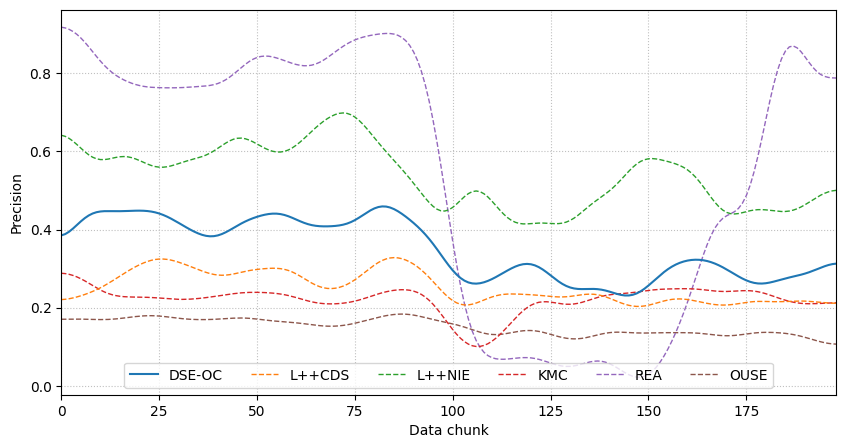 Precision
0.8
0.6
0.4
0.2
0.0
DSE-OC L++CDS L++NIE KMC REA OUSE
0 25 50 75 100 125 150 175
Data chunk